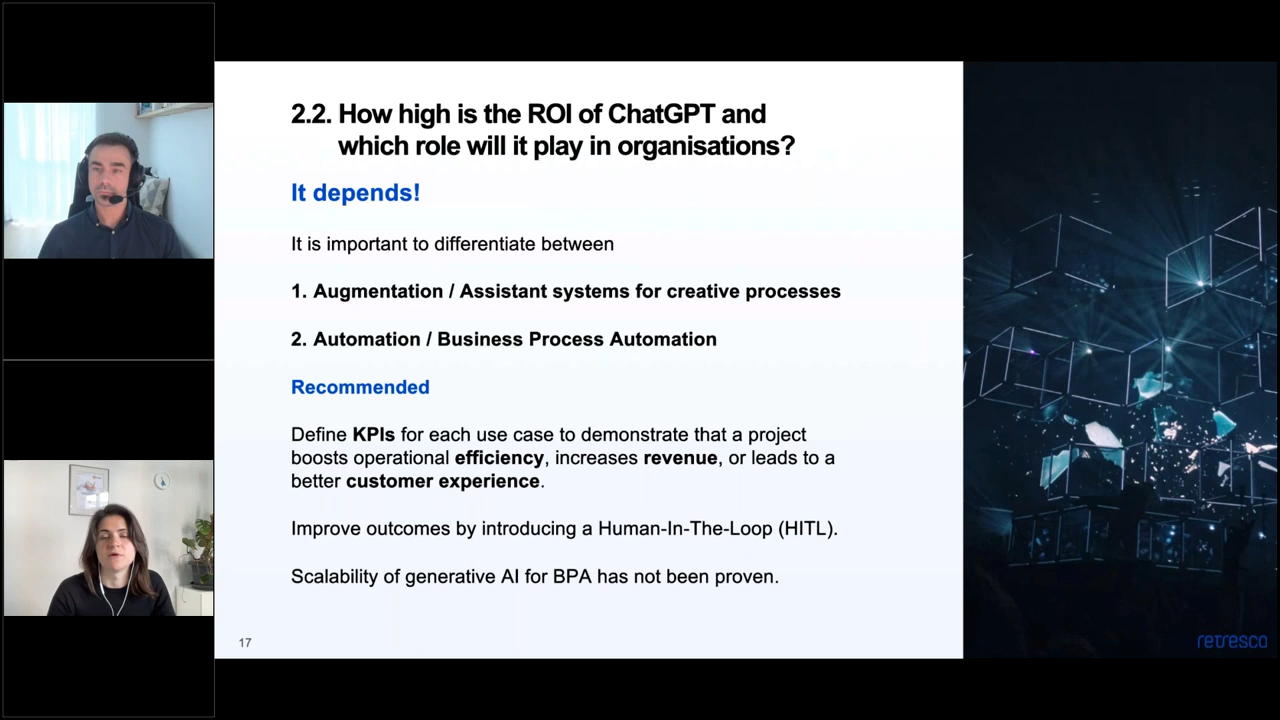 2.2. How high is the ROI of ChatGPT and
which role will it play in organisations?
It depends!
It is important to differentiate between
1. Augmentation / Assistant systems for creative processes
2. Automation / Business Process Automation
Recommended
Define KPIs for each use case to demonstrate that a project
boosts operational efficiency, increases revenue, or leads to a
better customer experience.
Improve outcomes by introducing a Human-In-The-Loop (HITL).
Scalability of generative AI for BPA has not been proven.
17
retresco